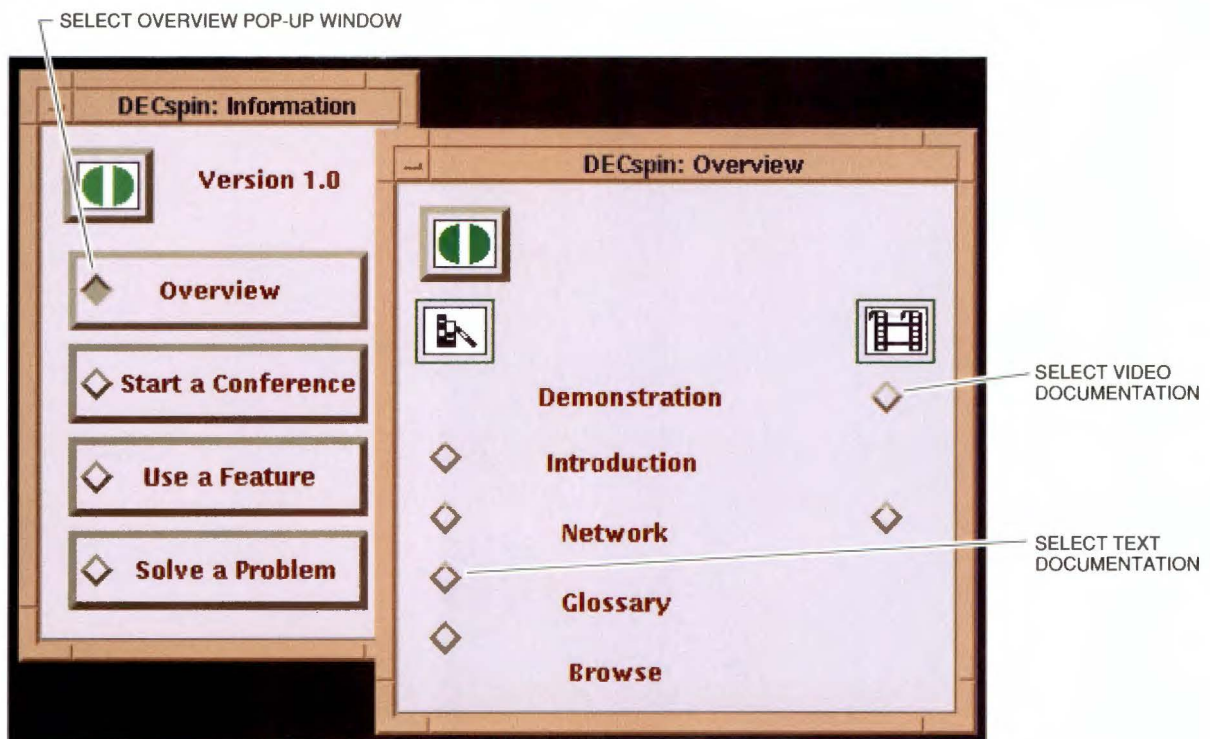 SELECT OVERVIEW POP-UP WINDOW
DECspin: Information
Version 1.0
Overview
Start a Conference
Use a Feature
Solve a Problem
DECspin: Overview
Demonstration
Introduction
Network
Glossary
Browse
SELECT VIDEO
DOCUMENTATION
SELECT TEXT
DOCUMENTATION